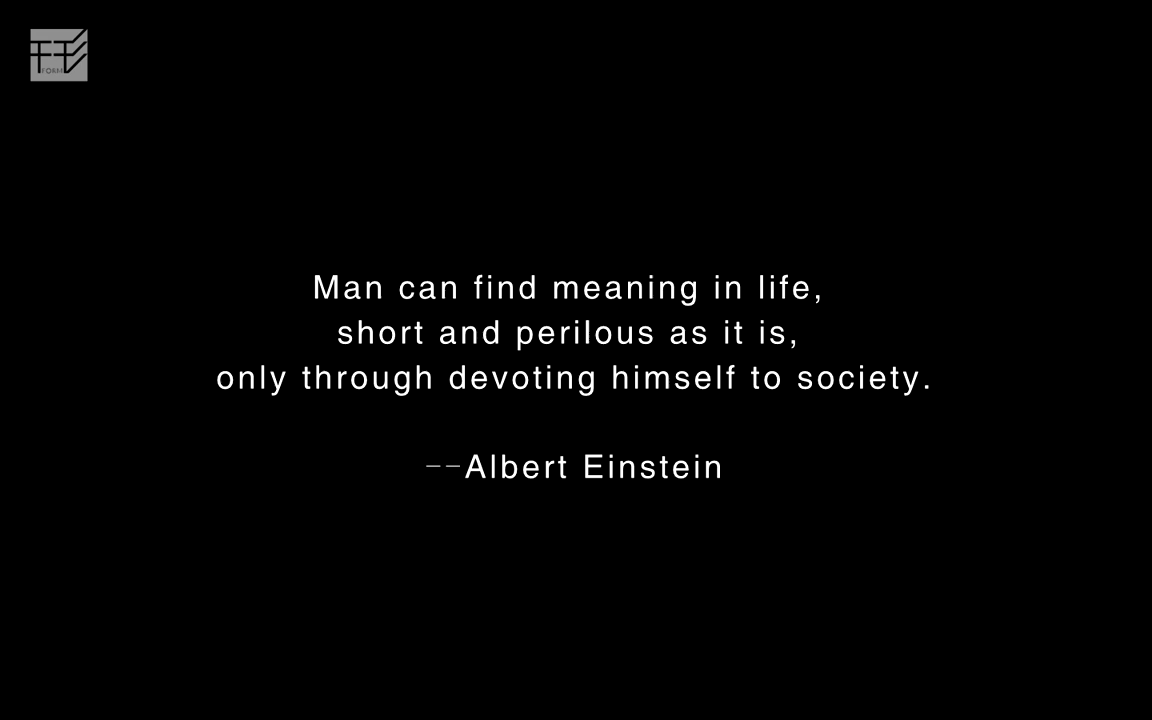 FORM
Man can find meaning in life,
short and perilous as it is,
only through devoting himself to society.
--Albert Einstein